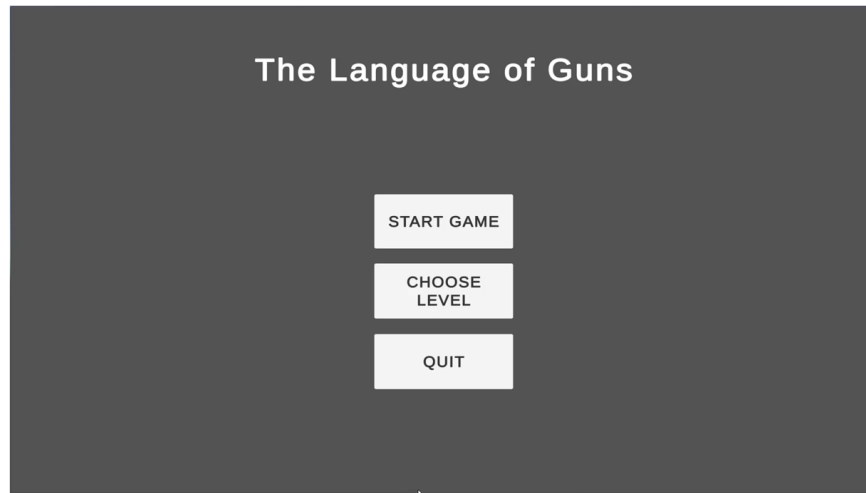 The Language of Guns
START GAME
CHOOSE
LEVEL
QUIT